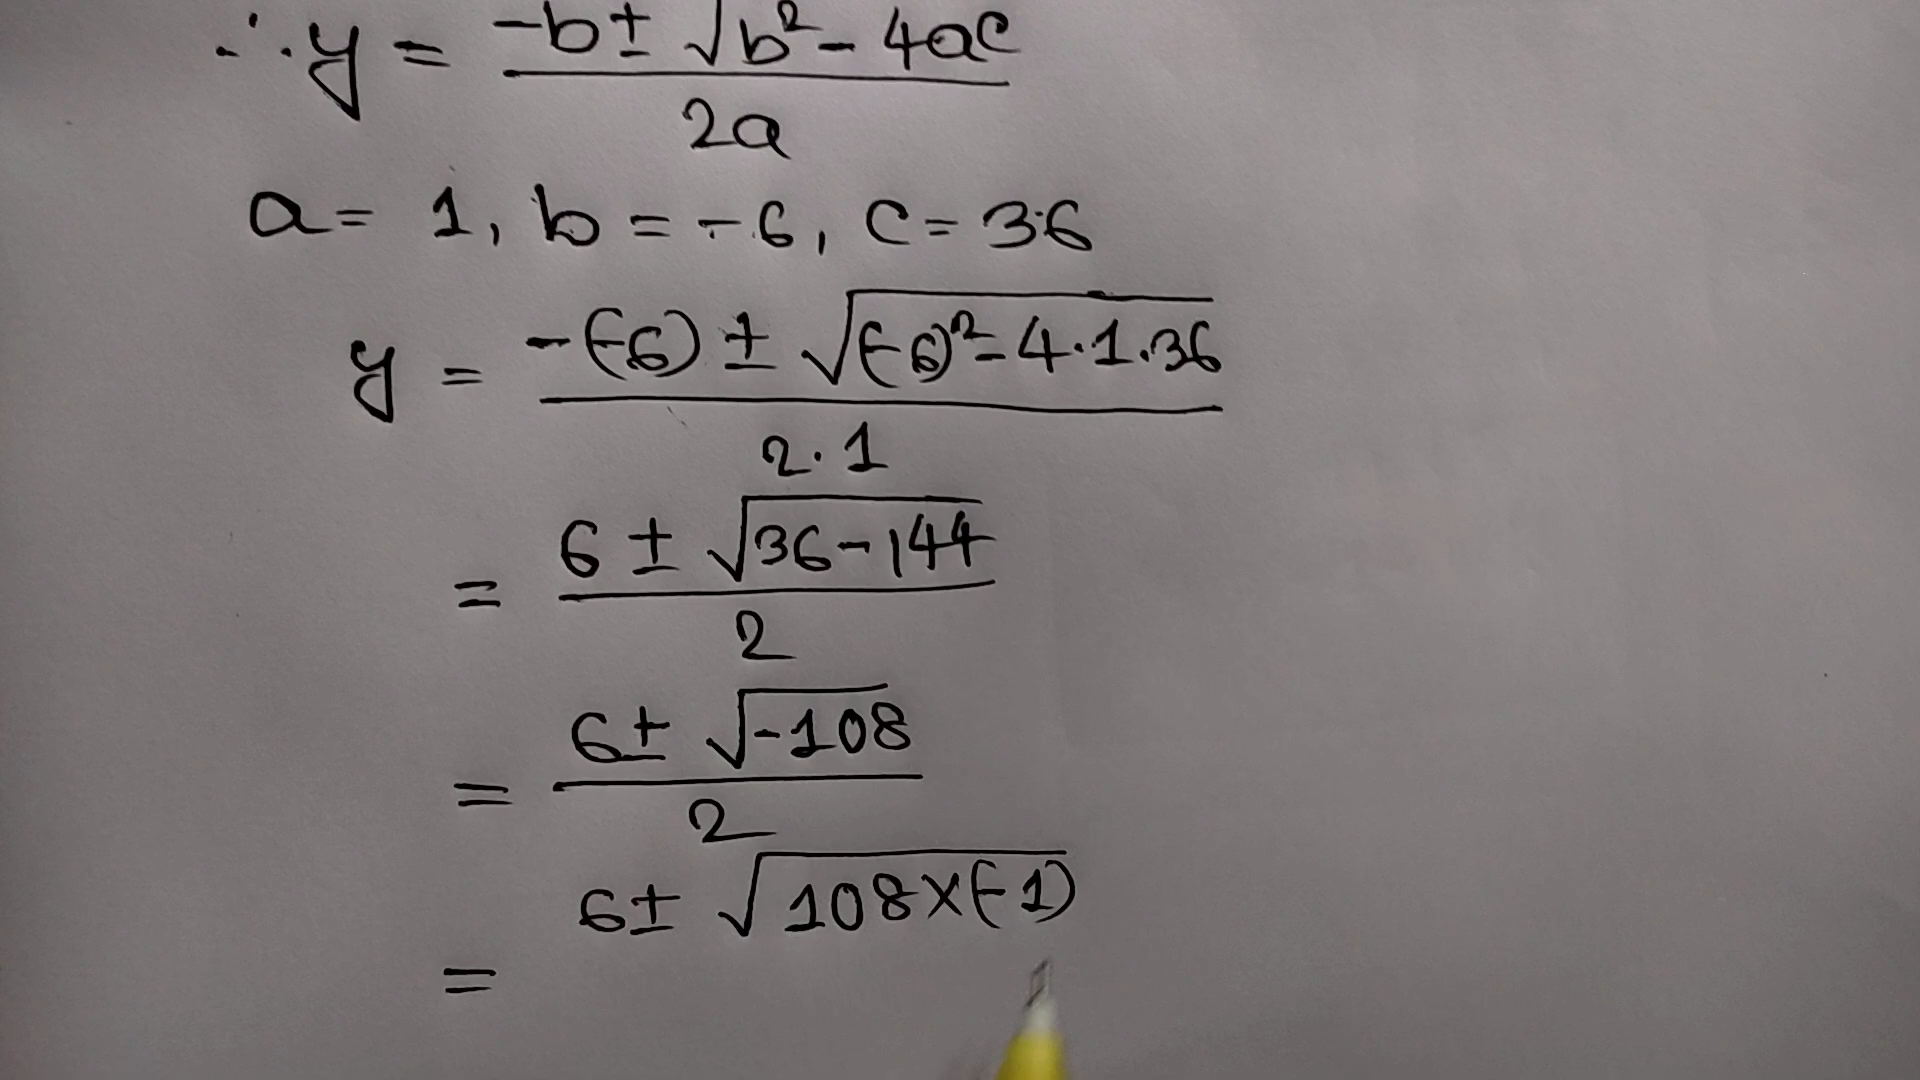 ∴ y = -b ± √b² - 4ac / 2a
a = 1, b = -6, c = 36
y = -(-6) ± √(-6)² - 4·1·36 / 2·1
= 6 ± √36-144 / 2
= 6 ± √-108 / 2
= 6 ± √108×(-1)